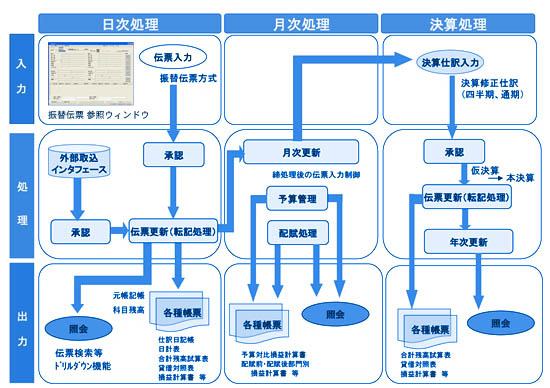 日次処理
月次処理
決算処理
入力
処理
出力
振替伝票 参照ウィンドウ
伝票入力
振替伝票方式
外部取込
インタフェース
承認
承認
伝票更新(転記処理)
元帳記帳
科目残高
照会
伝票検索等
ドリルダウン機能
各種帳票
仕訳日記帳
日計表
合計残高試算表
貸借対照表
損益計算書 等
月次更新
締処理後の伝票入力制御
予算管理
配賦処理
各種帳票
予算対比損益計算書
配賦前・配賦後部門別
損益計算書 等
照会
決算仕訳入力
決算修正仕訳
(四半期、通期)
承認
仮決算
本決算
伝票更新(転記処理)
年次更新
各種帳票
合計残高試算表
貸借対照表
損益計算書 等
照会